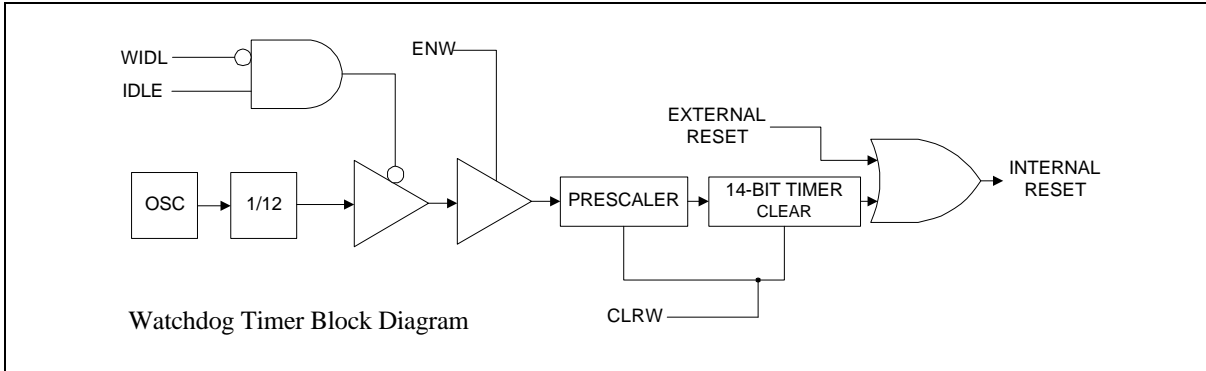 WIDL
IDLE
ENW
EXTERNAL
RESET
INTERNAL
RESET
OSC
1/12
PRESCALER
14-BIT TIMER
CLEAR
CLRW
Watchdog Timer Block Diagram